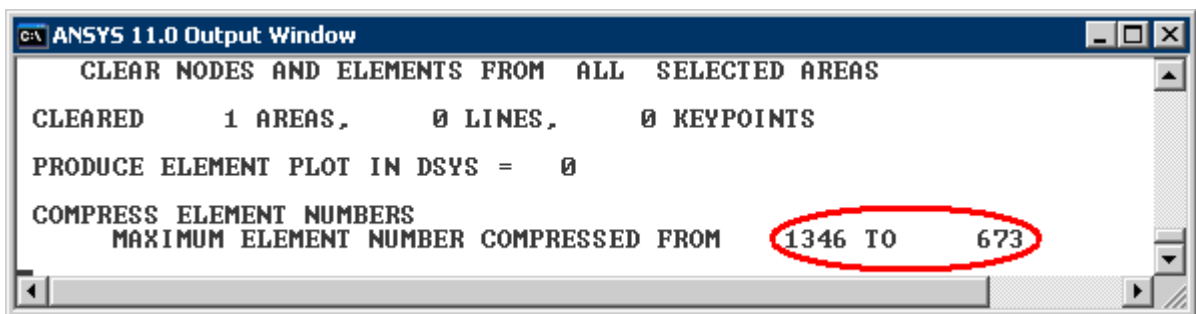 ANSYS 11.0 Output Window
CLEAR NODES AND ELEMENTS FROM ALL SELECTED AREAS
CLEARED 1 AREAS, 0 LINES, 0 KEYPOINTS
PRODUCE ELEMENT PLOT IN DSYS = 0
COMPRESS ELEMENT NUMBERS
MAXIMUM ELEMENT NUMBER COMPRESSED FROM 1346 TO 673